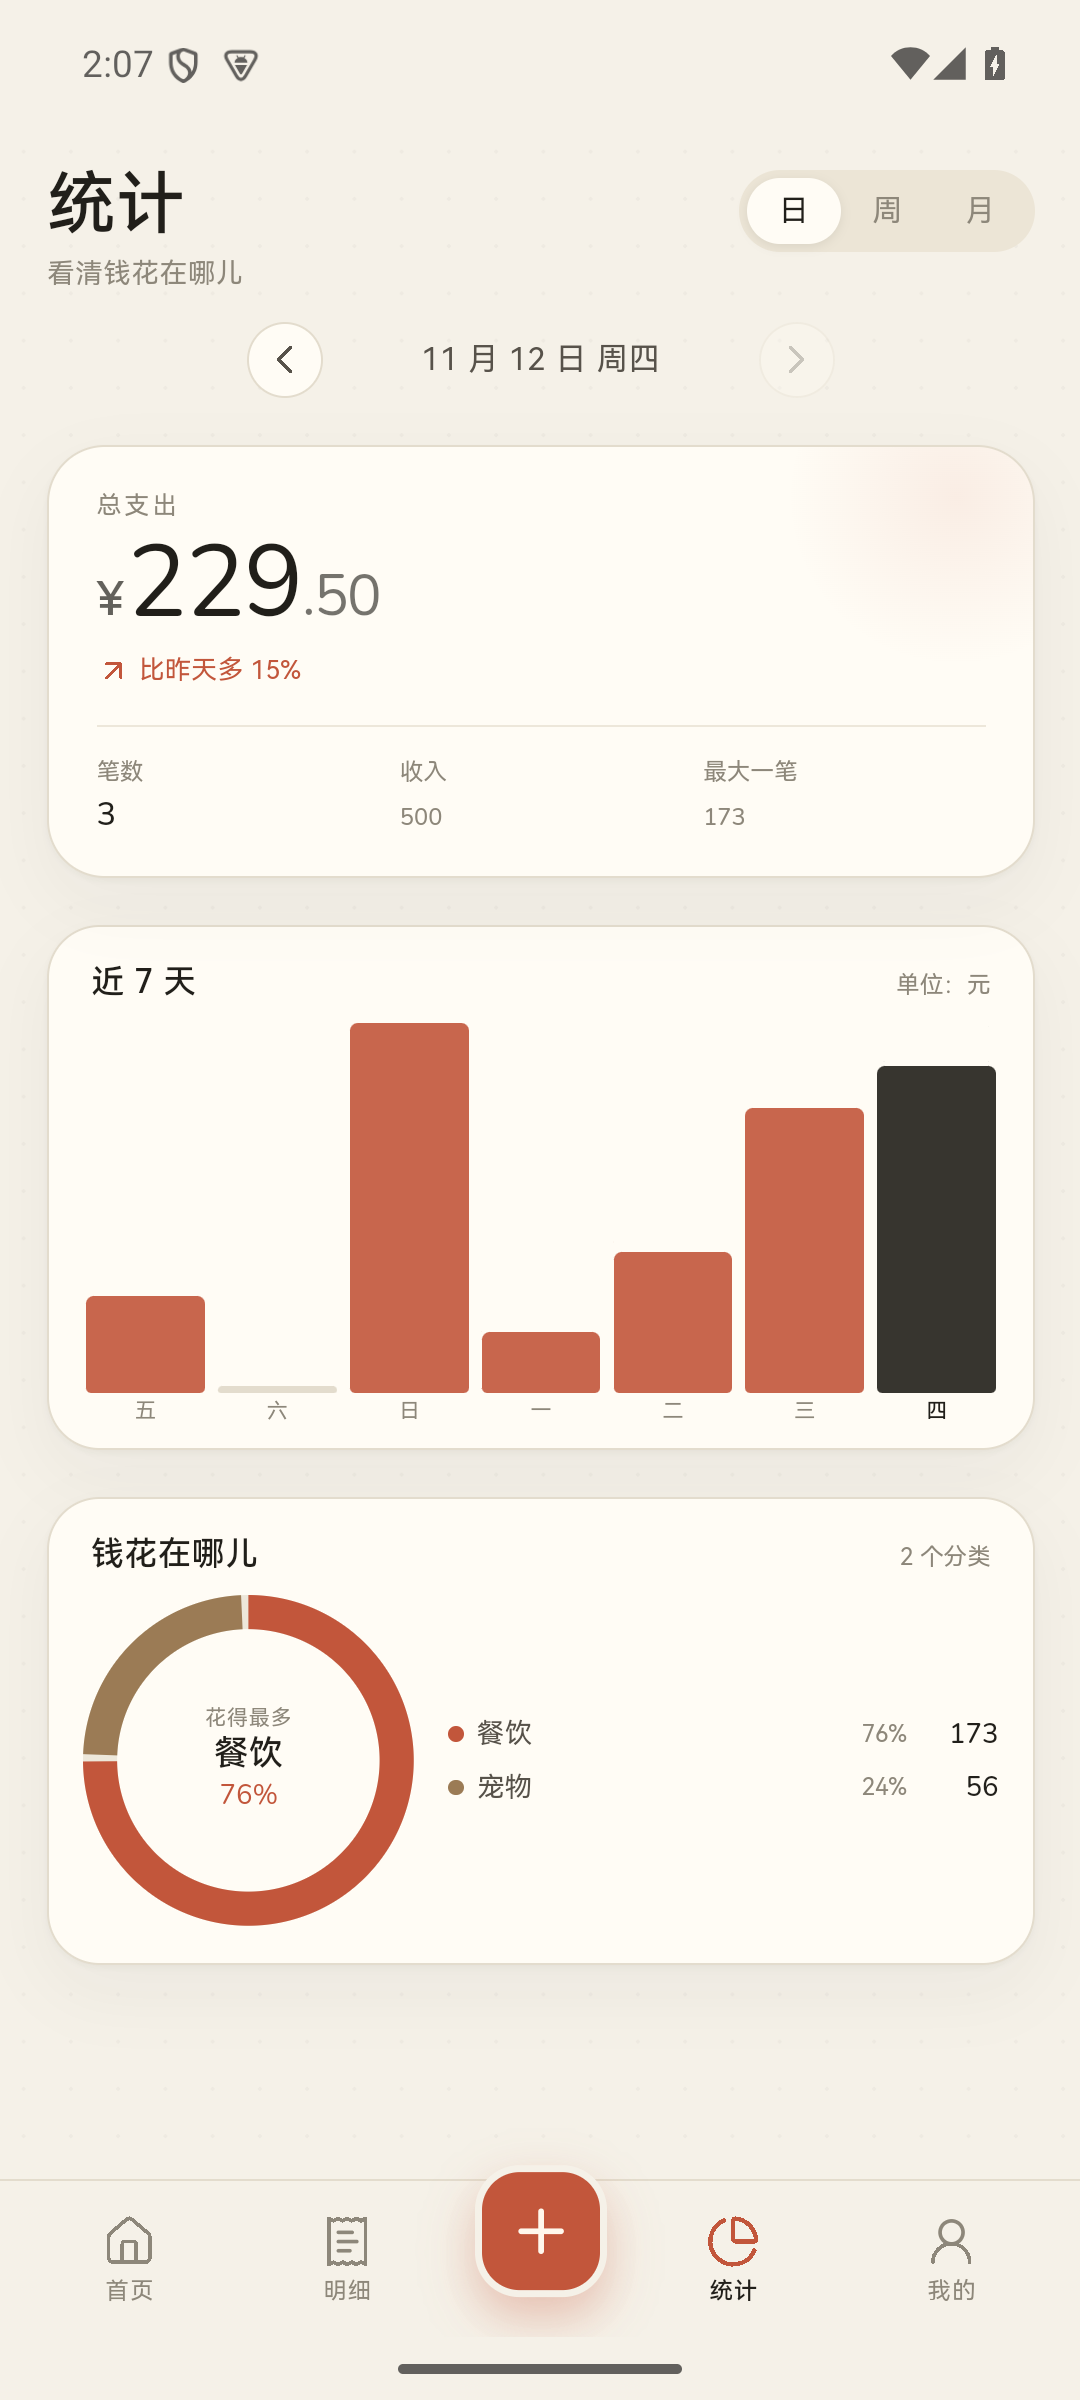 2:07
统计
日 周 月
看清钱花在哪儿
11 月 12 日 周四
总支出
¥229.50
比昨天多 15%
笔数 收入 最大一笔
3 500 173
近 7 天 单位：元
五 六 日 一 二 三 四
钱花在哪儿 2 个分类
花得最多
餐饮
76%
餐饮 76% 173
宠物 24% 56
首页 明细 统计 我的